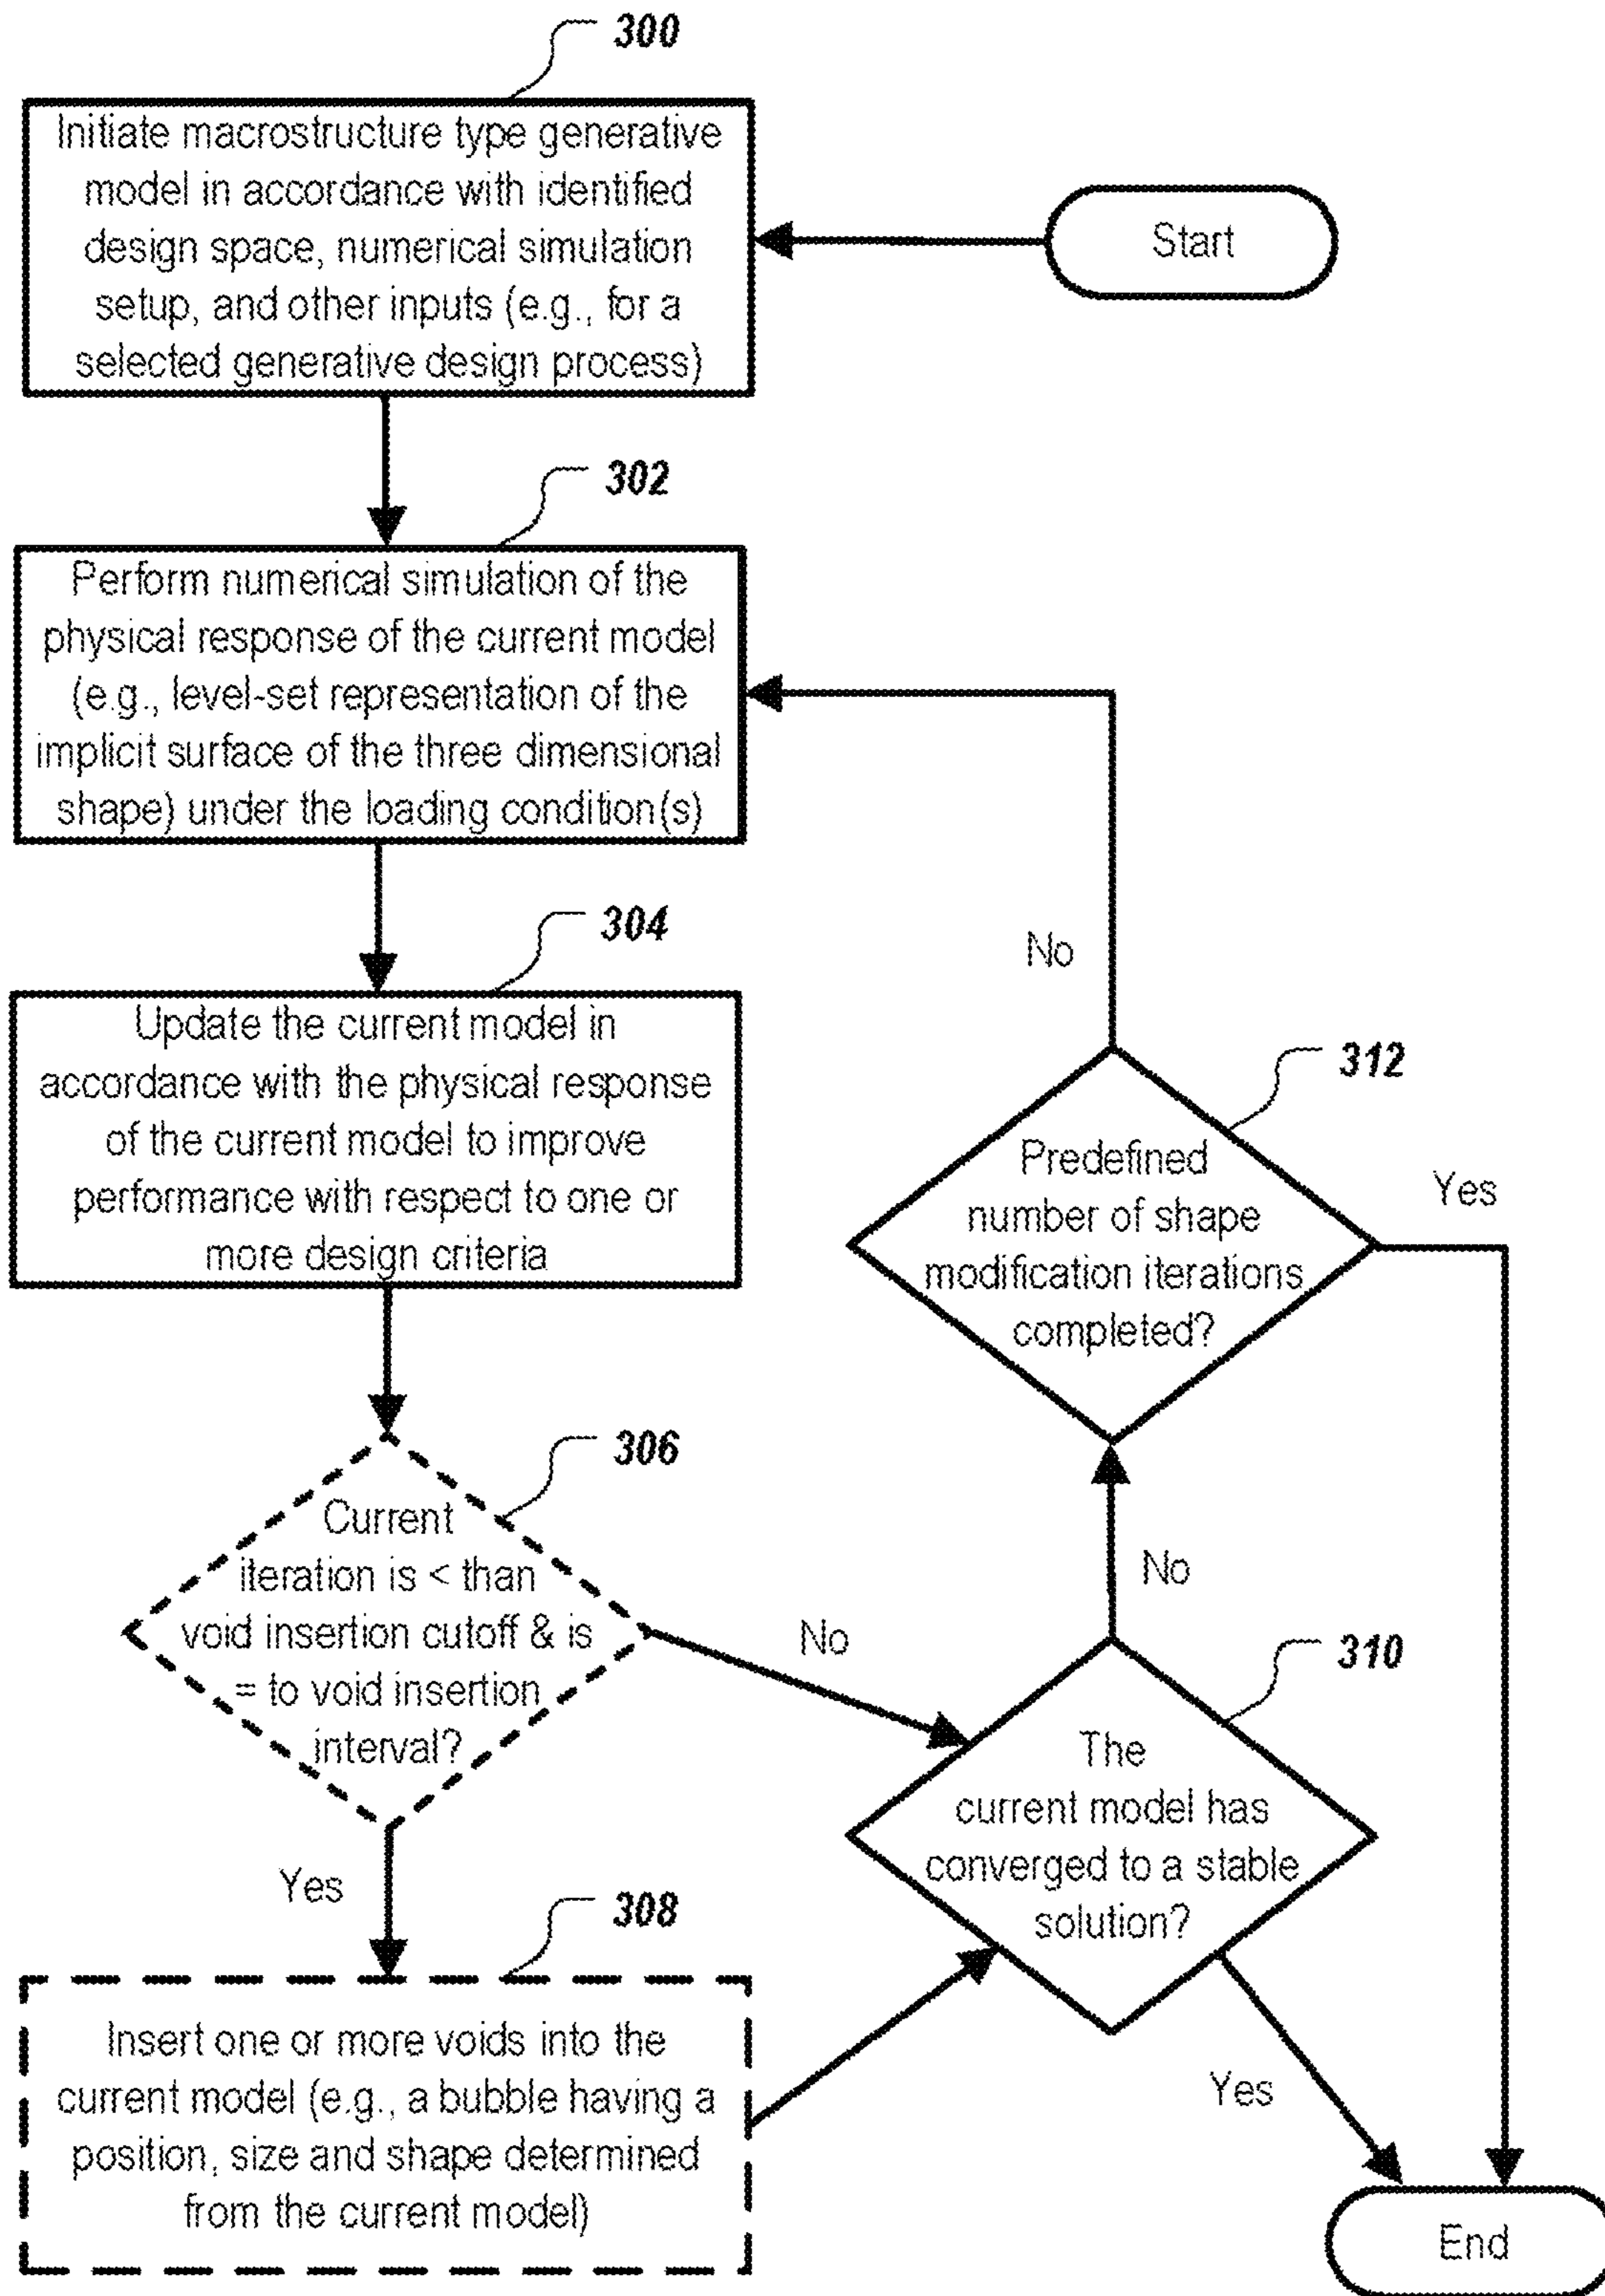 300
Initiate macrostructure type generative
model in accordance with identified
design space, numerical simulation
setup, and other inputs (e.g., for a
selected generative design process)
Start
302
Perform numerical simulation of the
physical response of the current model
(e.g., level-set representation of the
implicit surface of the three dimensional
shape) under the loading condition(s)
304
Update the current model in
accordance with the physical response
of the current model to improve
performance with respect to one or
more design criteria
No
312
Predefined
number of shape
modification iterations
completed?
Yes
306
Current
iteration is < than
void insertion cutoff & is
= to void insertion
interval?
No
No
310
The
current model has
converged to a stable
solution?
Yes
308
Insert one or more voids into the
current model (e.g., a bubble having a
position, size and shape determined
from the current model)
Yes
End